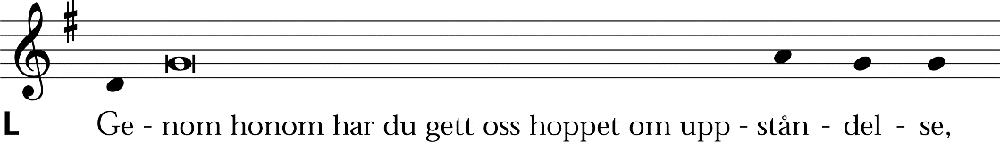 L Ge - nom honom har du gett oss hoppet om upp - stån - del - se,